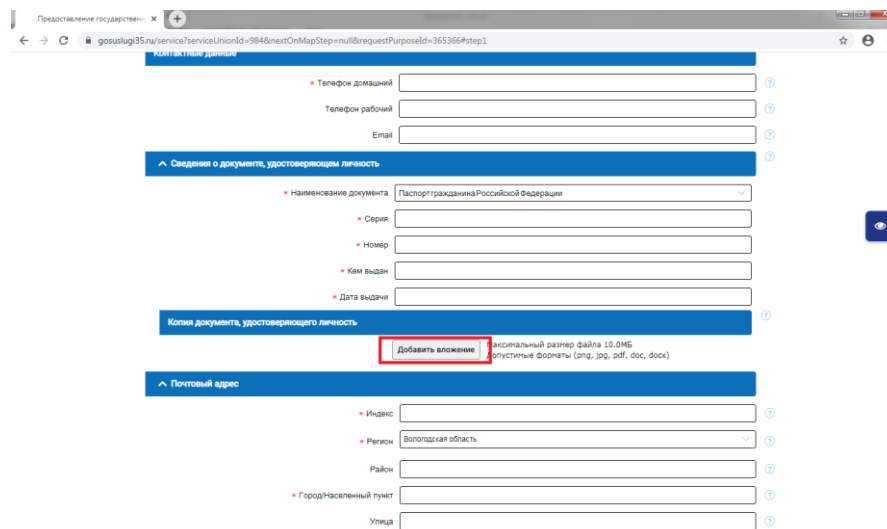 Предоставление государствен
gosuslugi35.ru/service?serviceUnionId=984&nextOnMapStep=null&requestPurposeId=365366#step1
Контактные данные
* Телефон домашний
Телефон рабочий
Email
Сведения о документе, удостоверяющем личность
* Наименование документа Паспорт гражданина Российской Федерации
* Серия
* Номер
* Кем выдан
* Дата выдачи
Копия документа, удостоверяющего личность
Добавить вложение Максимальный размер файла 10.0МБ
Допустимые форматы (png, jpg, pdf, doc, docx)
Почтовый адрес
* Индекс
* Регион Вологодская область
Район
* Город/Населенный пункт
Улица